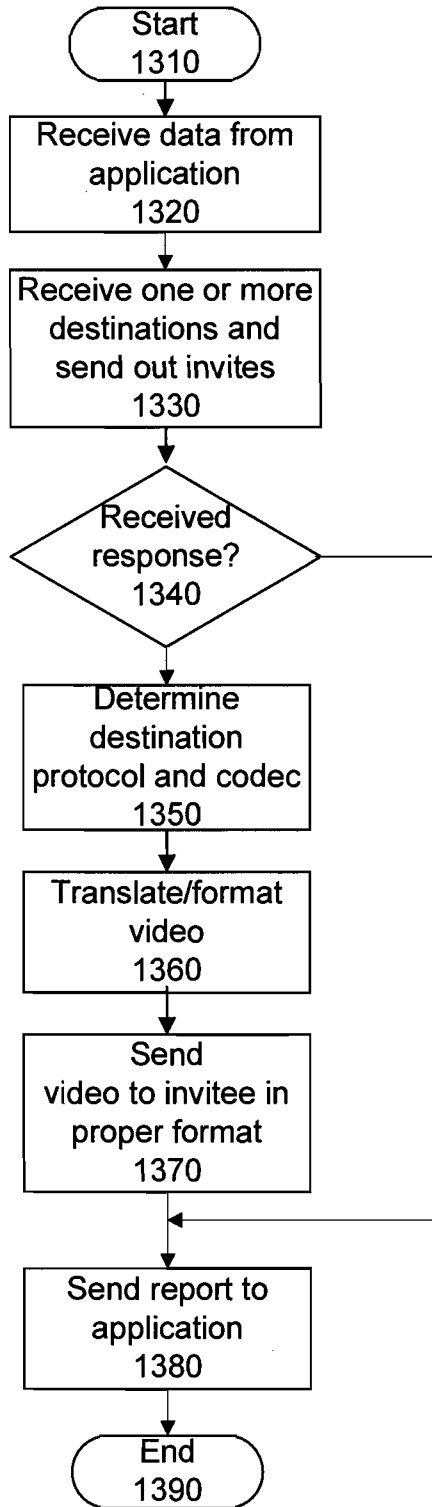 Start
1310
Receive data from
application
1320
Receive one or more
destinations and
send out invites
1330
Received
response?
1340
Determine
destination
protocol and codec
1350
Translate/format
video
1360
Send
video to invitee in
proper format
1370
Send report to
application
1380
End
1390